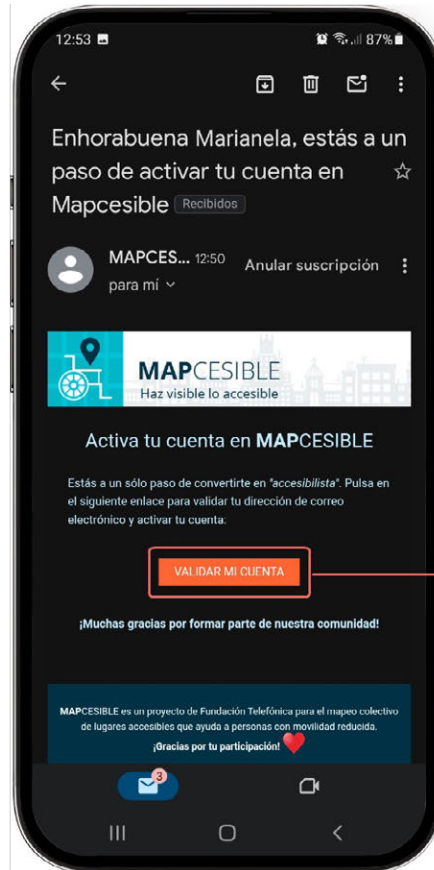 12:53 87%
Enhorabuena Marianela, estás a un
paso de activar tu cuenta en
Mapcesible Recibidos
MAPCES... 12:50 Anular suscripción
para mí
MAPCESIBLE
Haz visible lo accesible
Activa tu cuenta en MAPCESIBLE
Estás a un sólo paso de convertirte en "accesibilista". Pulsa en
el siguiente enlace para validar tu dirección de correo
electrónico y activar tu cuenta:
VALIDAR MI CUENTA
¡Muchas gracias por formar parte de nuestra comunidad!
MAPCESIBLE es un proyecto de Fundación Telefónica para el mapeo colectivo
de lugares accesibles que ayuda a personas con movilidad reducida.
¡Gracias por tu participación!
3